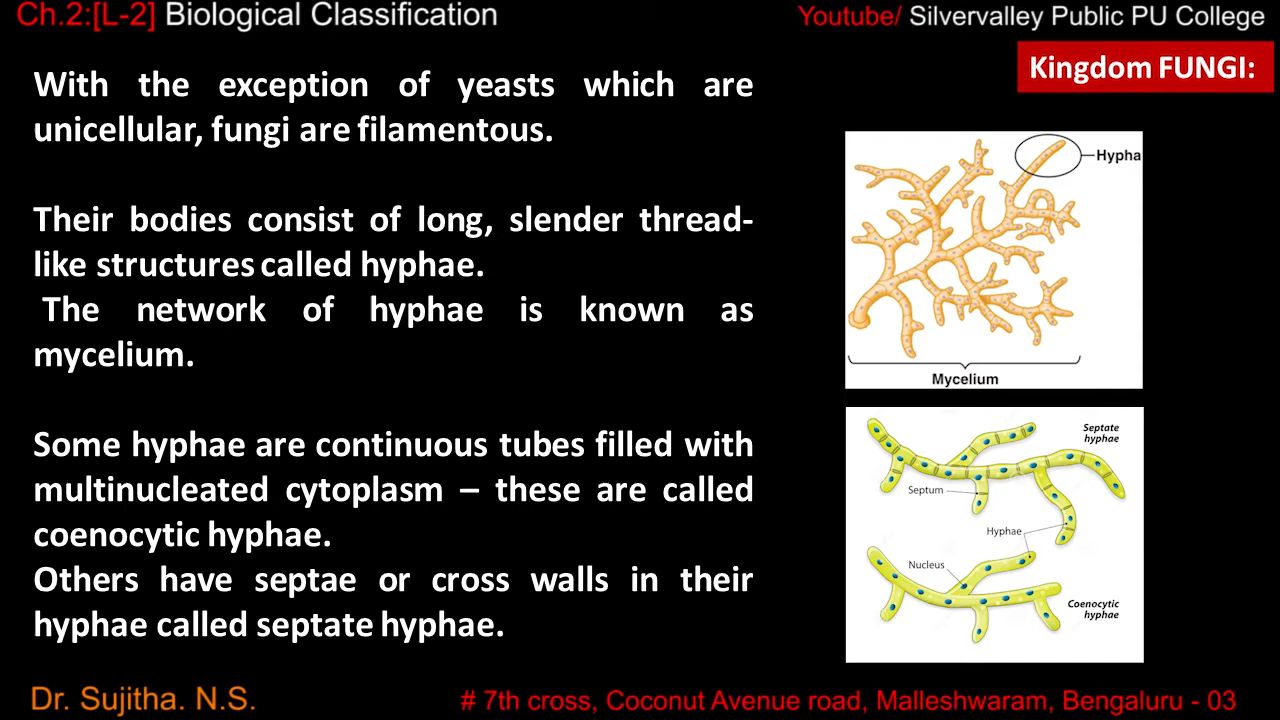 Ch.2:[L-2] Biological Classification
Youtube/ Silvervalley Public PU College
Kingdom FUNGI:
With the exception of yeasts which are
unicellular, fungi are filamentous.
Their bodies consist of long, slender thread-
like structures called hyphae.
The network of hyphae is known as
mycelium.
Some hyphae are continuous tubes filled with
multinucleated cytoplasm – these are called
coenocytic hyphae.
Others have septae or cross walls in their
hyphae called septate hyphae.
Hypha
Mycelium
Septate
hyphae
Septum
Hyphae
Nucleus
Coenocytic
hyphae
Dr. Sujitha. N.S.
# 7th cross, Coconut Avenue road, Malleshwaram, Bengaluru - 03